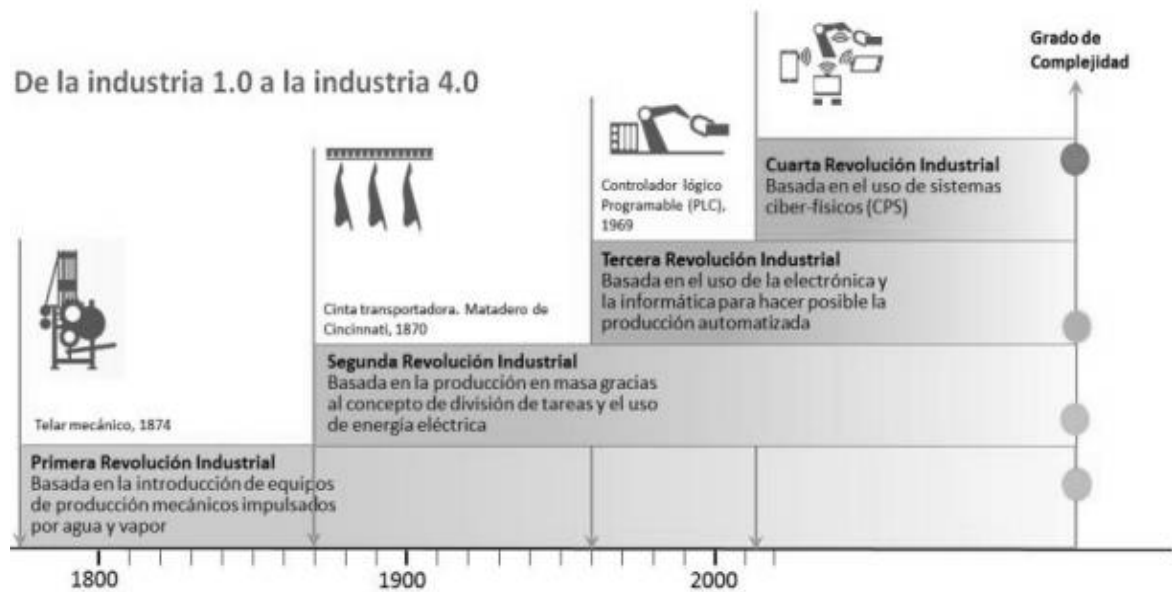 De la industria 1.0 a la industria 4.0
Grado de
Complejidad
Cuarta Revolución Industrial
Basada en el uso de sistemas
ciber-físicos (CPS)
Controlador lógico
Programable (PLC),
1969
Tercera Revolución Industrial
Basada en el uso de la electrónica y
la informática para hacer posible la
producción automatizada
Cinta transportadora. Matadero de
Cincinnati, 1870
Segunda Revolución Industrial
Basada en la producción en masa gracias
al concepto de división de tareas y el uso
de energía eléctrica
Telar mecánico, 1874
Primera Revolución Industrial
Basada en la introducción de equipos
de producción mecánicos impulsados
por agua y vapor
1800
1900
2000